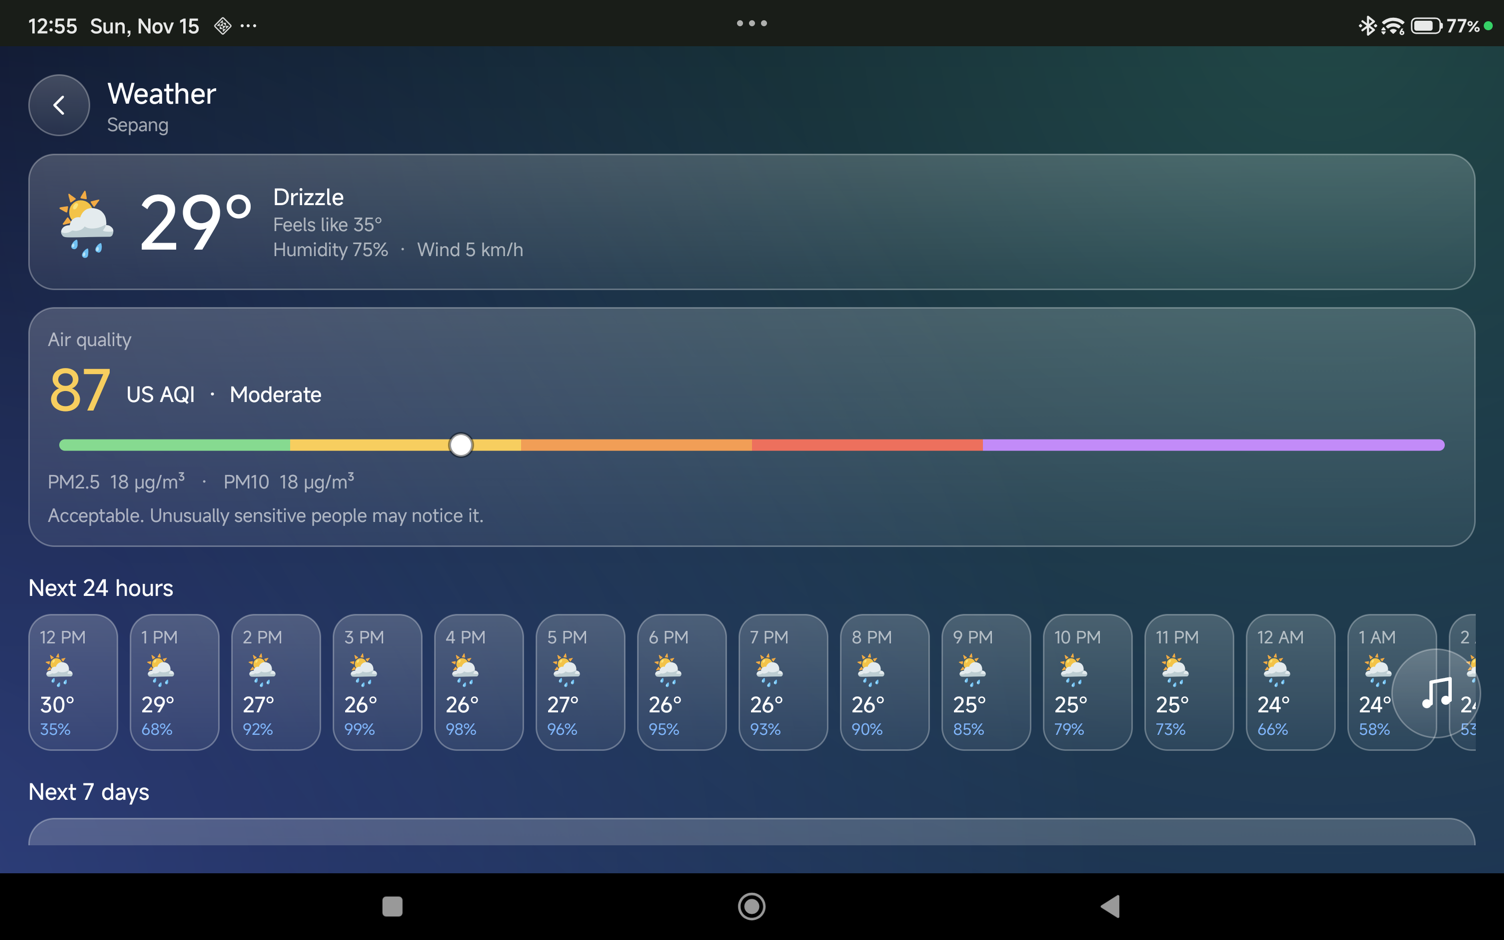 12:55 Sun, Nov 15
77%
Weather
Sepang
29°
Drizzle
Feels like 35°
Humidity 75% · Wind 5 km/h
Air quality
87 US AQI · Moderate
PM2.5 18 µg/m³ · PM10 18 µg/m³
Acceptable. Unusually sensitive people may notice it.
Next 24 hours
12 PM 1 PM 2 PM 3 PM 4 PM 5 PM 6 PM 7 PM 8 PM 9 PM 10 PM 11 PM 12 AM 1 AM 2
30° 29° 27° 26° 26° 27° 26° 26° 26° 25° 25° 25° 24° 24°
35% 68% 92% 99% 98% 96% 95% 93% 90% 85% 79% 73% 66% 58% 53
Next 7 days